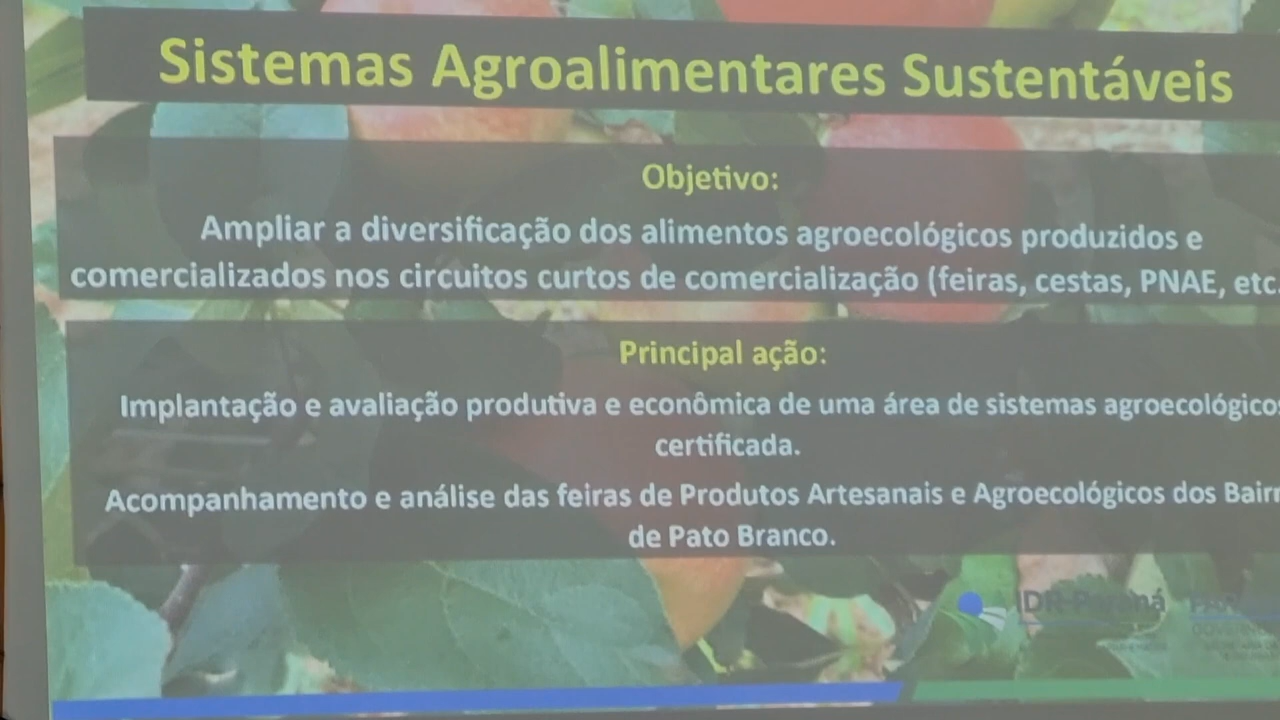 Sistemas Agroalimentares Sustentáveis
Objetivo:
Ampliar a diversificação dos alimentos agroecológicos produzidos e
comercializados nos circuitos curtos de comercialização (feiras, cestas, PNAE, etc.
Principal ação:
Implantação e avaliação produtiva e econômica de uma área de sistemas agroecológicos
certificada.
Acompanhamento e análise das feiras de Produtos Artesanais e Agroecológicos dos Bairr
de Pato Branco.
IDR-Paraná